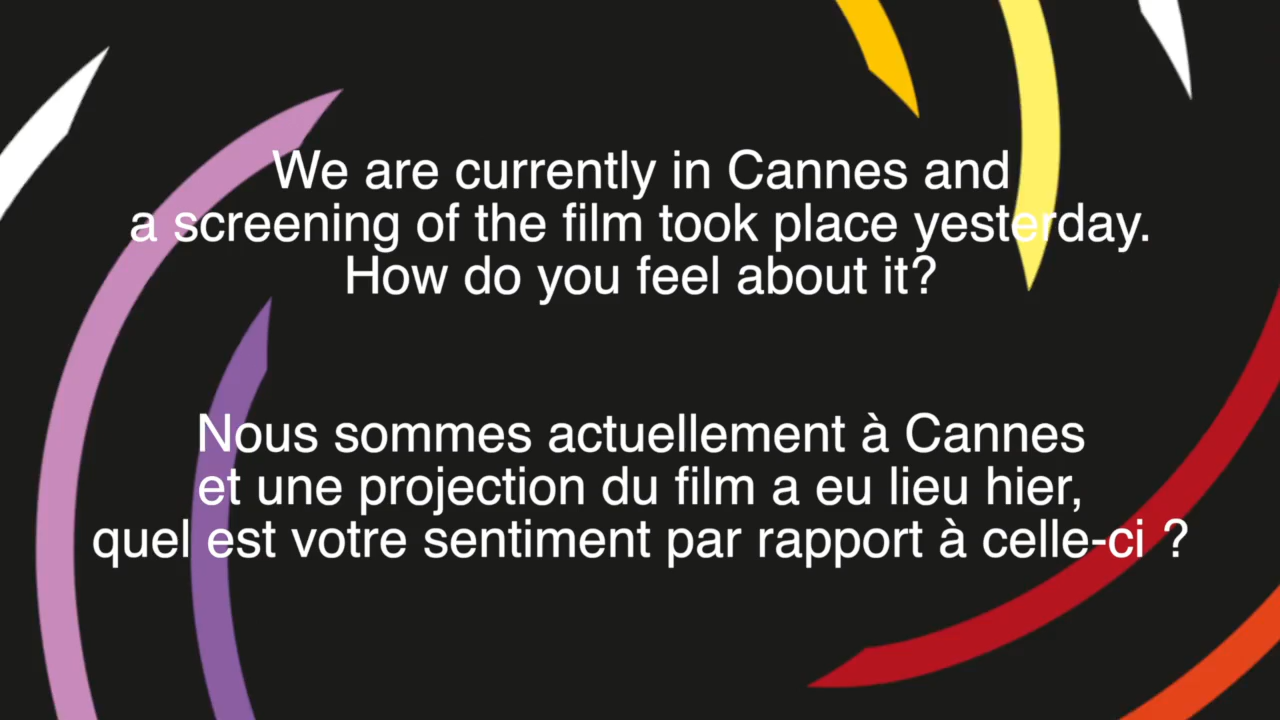 We are currently in Cannes and
a screening of the film took place yesterday.
How do you feel about it?
Nous sommes actuellement à Cannes
et une projection du film a eu lieu hier,
quel est votre sentiment par rapport à celle-ci ?